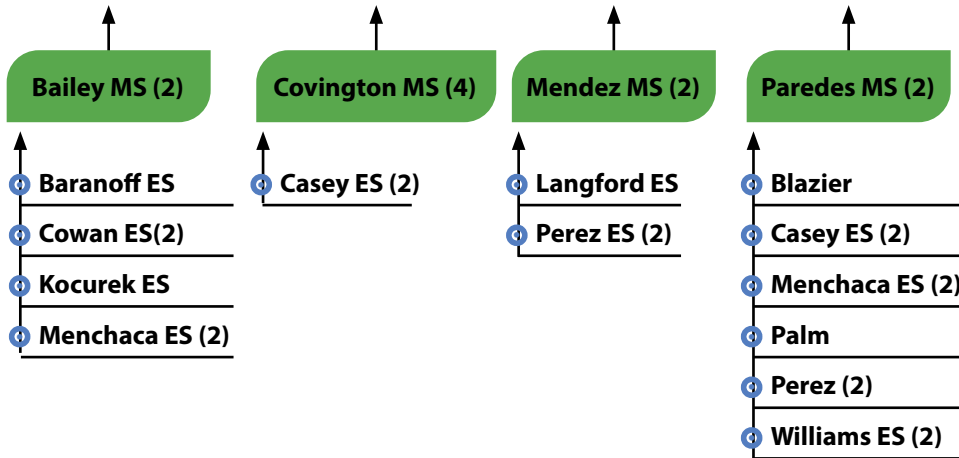 Bailey MS (2)
Baranoff ES
Cowan ES(2)
Kocurek ES
Menchaca ES (2)
Covington MS (4)
Casey ES (2)
Mendez MS (2)
Langford ES
Perez ES (2)
Paredes MS (2)
Blazier
Casey ES (2)
Menchaca ES (2)
Palm
Perez (2)
Williams ES (2)